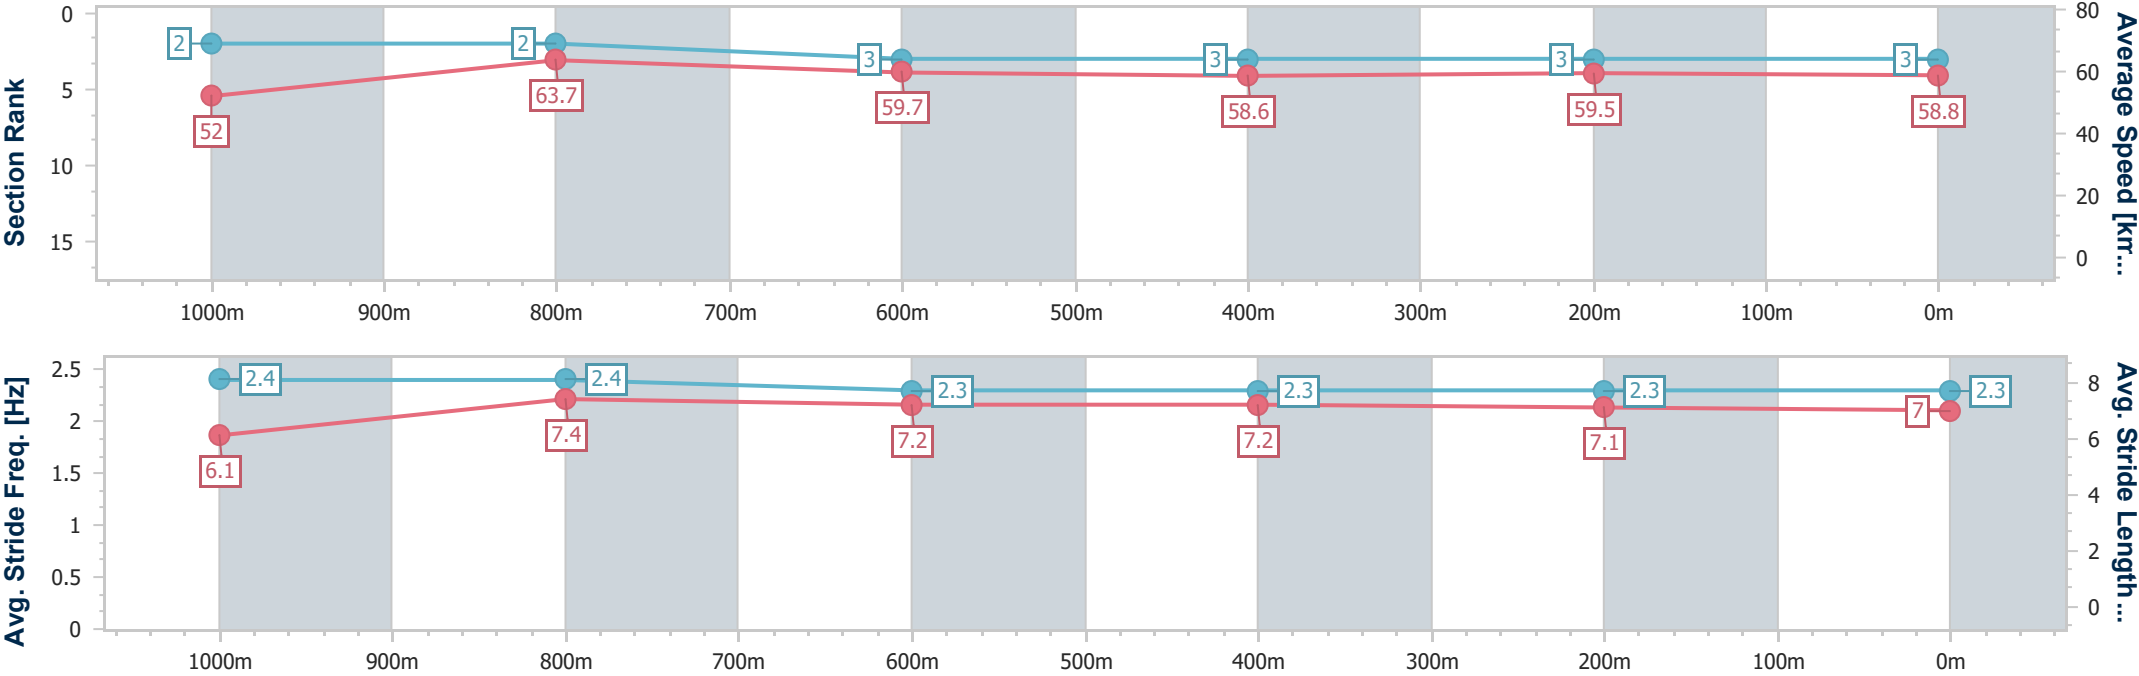 Section Rank
0
5
10
15
2
2
3
3
3
3
52
63.7
59.7
58.6
59.5
58.8
80
60
40
20
0
Average Speed [km...
1000m
900m
800m
700m
600m
500m
400m
300m
200m
100m
0m
Avg. Stride Freq. [Hz]
2.5
2
1.5
1
0.5
0
2.4
2.4
2.3
2.3
2.3
2.3
6.1
7.4
7.2
7.2
7.1
7
8
6
4
2
0
Avg. Stride Length ...
1000m
900m
800m
700m
600m
500m
400m
300m
200m
100m
0m